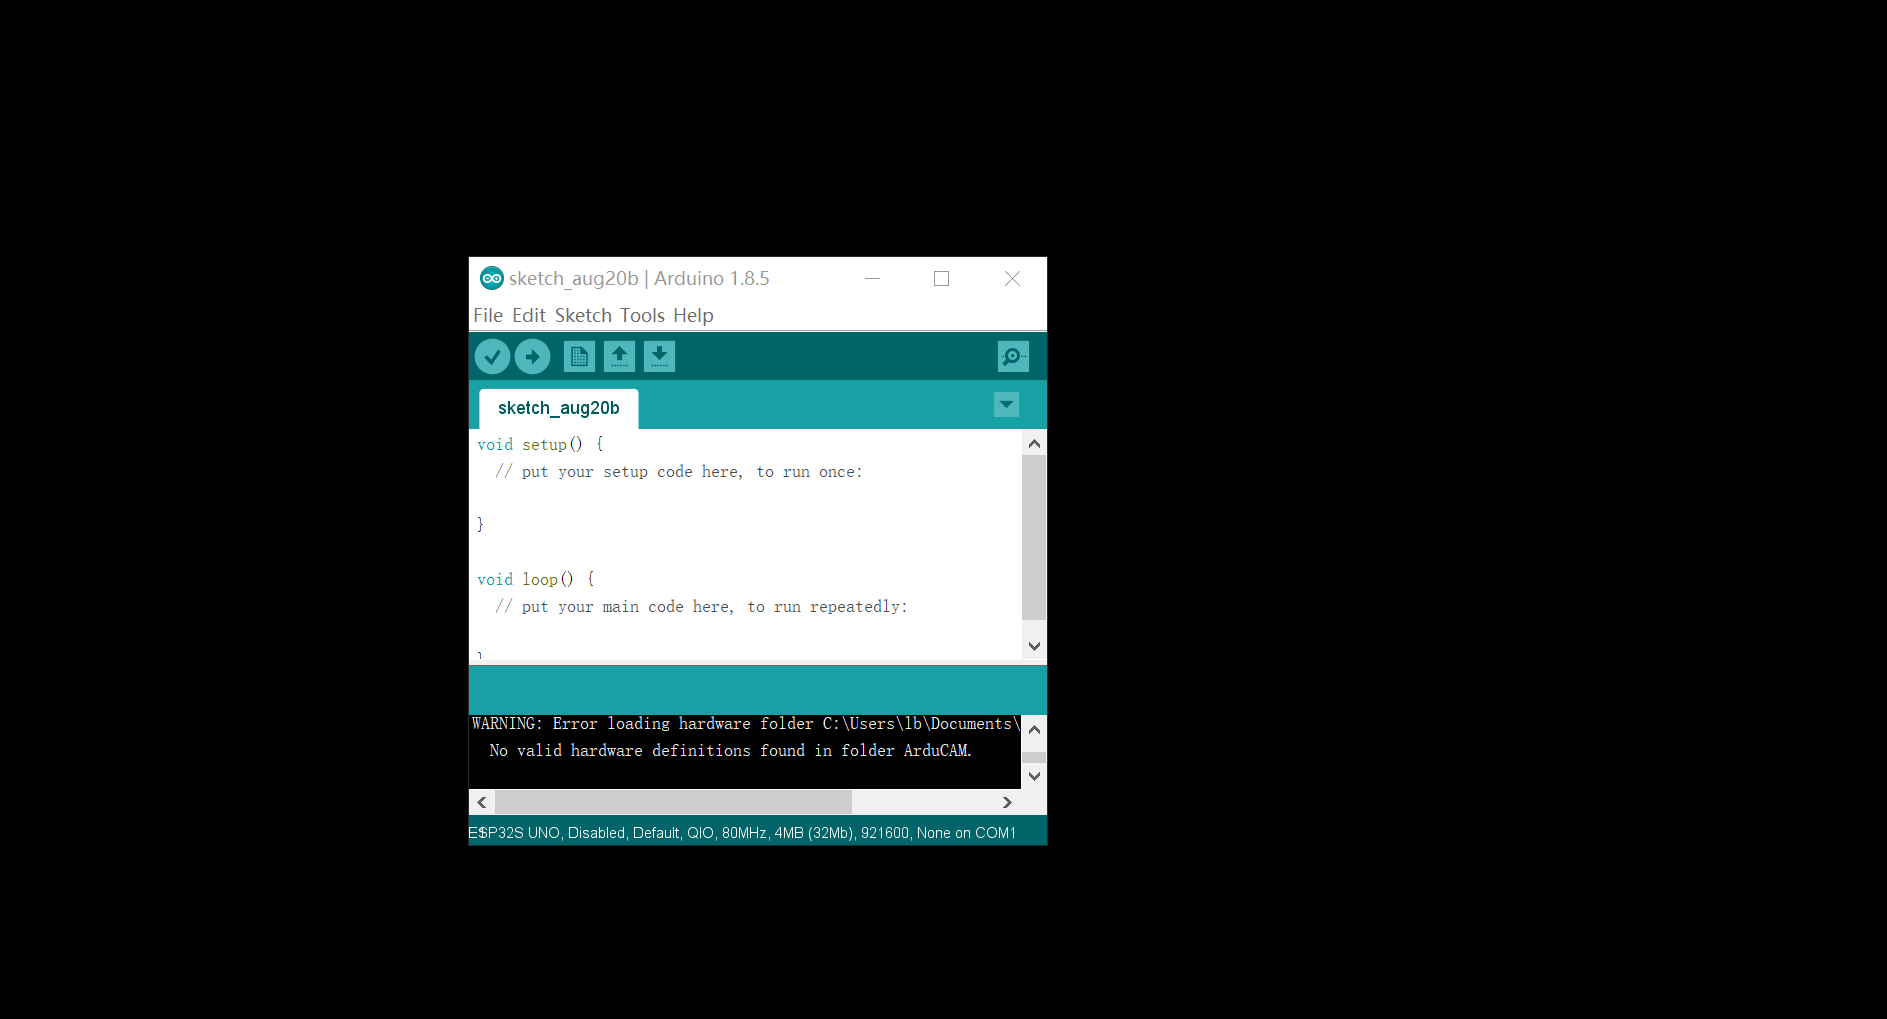 sketch_aug20b | Arduino 1.8.5
File Edit Sketch Tools Help
sketch_aug20b
void setup() {
  // put your setup code here, to run once:
}
void loop() {
  // put your main code here, to run repeatedly:
}
WARNING: Error loading hardware folder C:\Users\lb\Documents\
  No valid hardware definitions found in folder ArduCAM.
ESP32S UNO, Disabled, Default, QIO, 80MHz, 4MB (32Mb), 921600, None on COM1